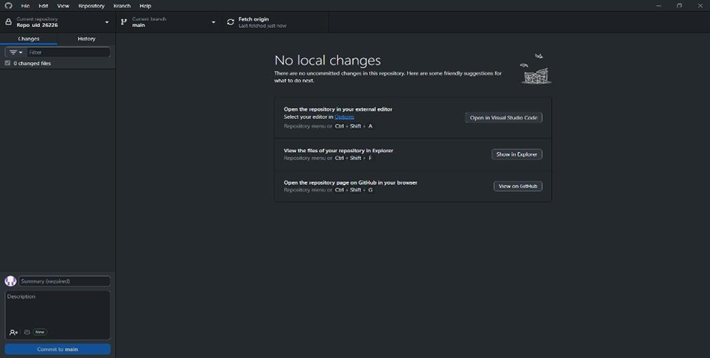 File Edit View Repository Branch Help
Current repository
Repo_uid_26226
Current branch
main
Fetch origin
Last fetched just now
Changes History
Filter
0 changed files
No local changes
There are no uncommitted changes in this repository. Here are some friendly suggestions for
what to do next.
Open the repository in your external editor
Select your editor in Options
Repository menu or Ctrl + Shift + A
Open in Visual Studio Code
View the files of your repository in Explorer
Repository menu or Ctrl + Shift + F
Show in Explorer
Open the repository page on GitHub in your browser
Repository menu or Ctrl + Shift + G
View on GitHub
Summary (required)
Description
New
Commit to main